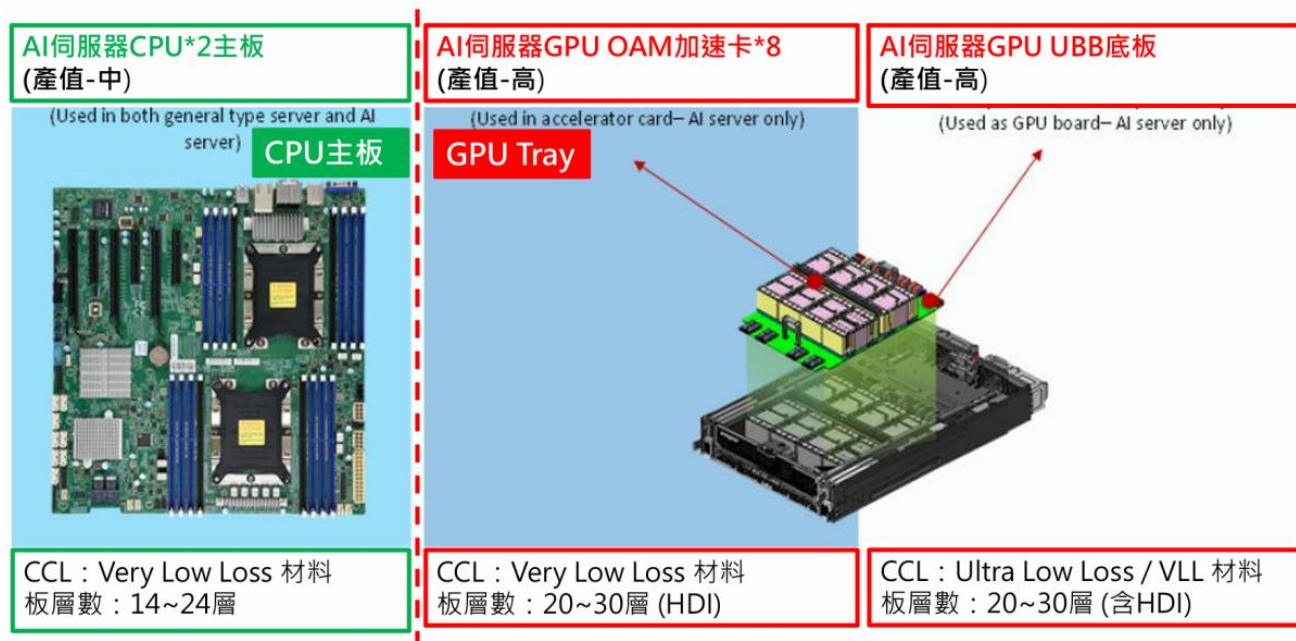 AI伺服器CPU*2主板
(產值-中)
(Used in both general type server and AI
server)
CPU主板
CCL：Very Low Loss 材料
板層數：14~24層
AI伺服器GPU OAM加速卡*8
(產值-高)
(Used in accelerator card– AI server only)
GPU Tray
CCL：Very Low Loss 材料
板層數：20~30層 (HDI)
AI伺服器GPU UBB底板
(產值-高)
(Used as GPU board– AI server only)
CCL：Ultra Low Loss / VLL 材料
板層數：20~30層 (含HDI)